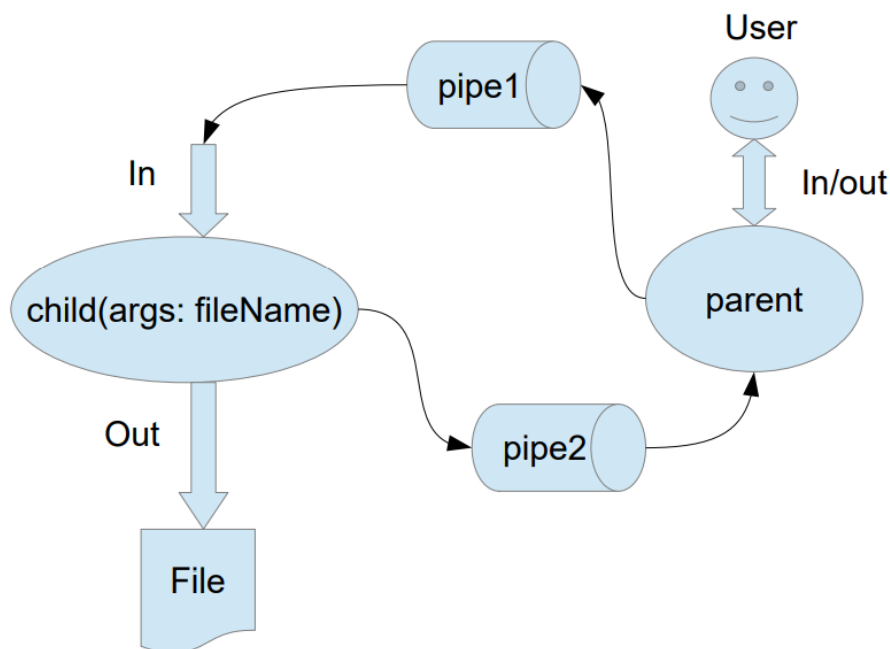 User
pipe1
In
In/out
child(args: fileName)
parent
Out
pipe2
File